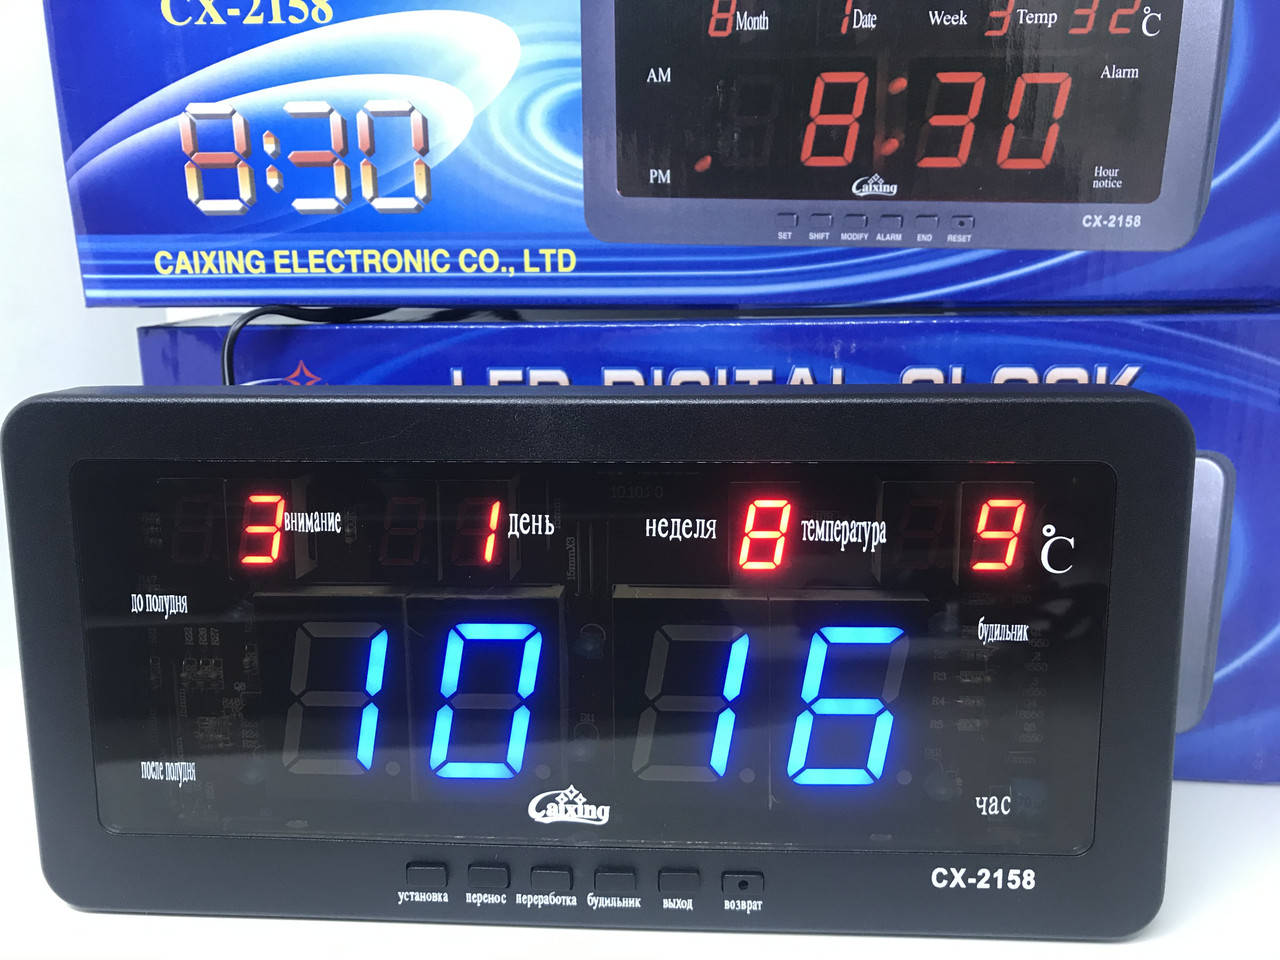 CX-2158
8:30
CAIXING ELECTRONIC CO., LTD
8 Month 1 Date Week 3 Temp 32 °C
AM
Alarm
8:30
PM
Hour
notice
Caixing
SET SHIFT MODIFY ALARM END RESET
CX-2158
LED DIGITAL CLOCK
3 внимание 1 день неделя 8 температура 9 °C
до полудня
будильник
10 16
после полудня
час
Caixing
установка перенос переработка будильник выход возврат
CX-2158